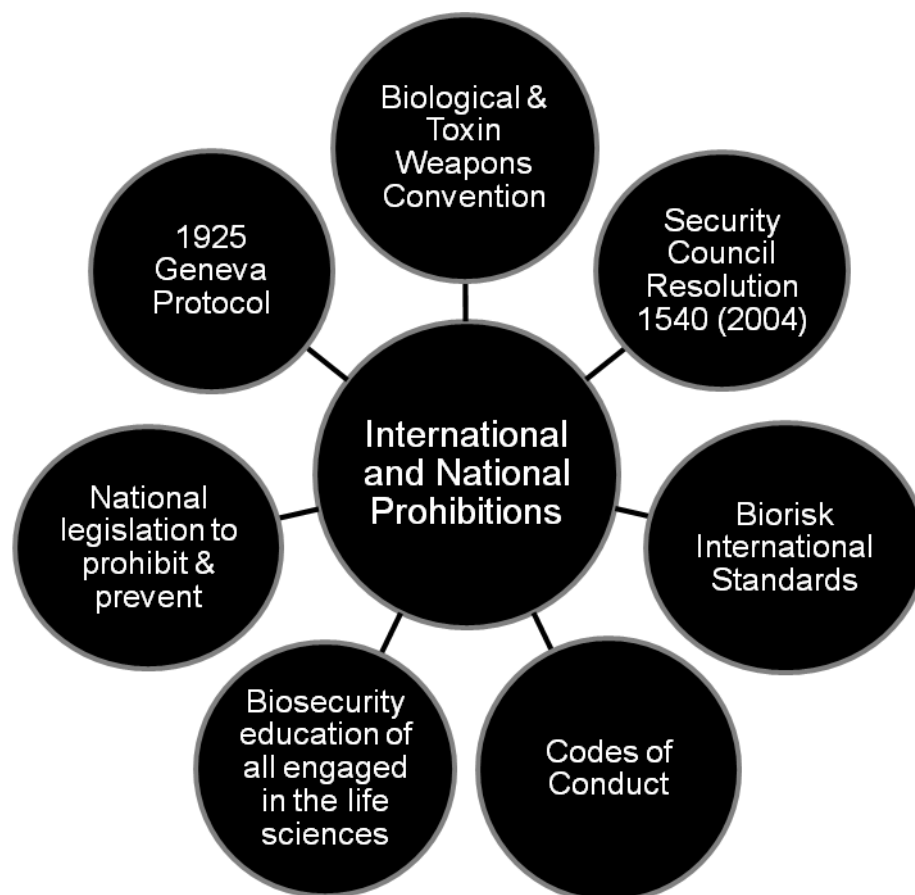 Biological &
Toxin
Weapons
Convention
Security
Council
Resolution
1540 (2004)
Biorisk
International
Standards
Codes of
Conduct
Biosecurity
education of
all engaged
in the life
sciences
National
legislation to
prohibit &
prevent
1925
Geneva
Protocol
International
and National
Prohibitions